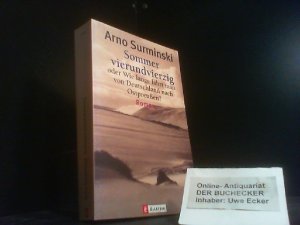 Arno Surminski
Sommer
vierundvierzig
oder Wie lange fährt man
von Deutschland nach
Ostpreußen?
Roman
ULLSTEIN
Online- Antiquariat
DER BUCHECKER
Inhaber: Uwe Ecker